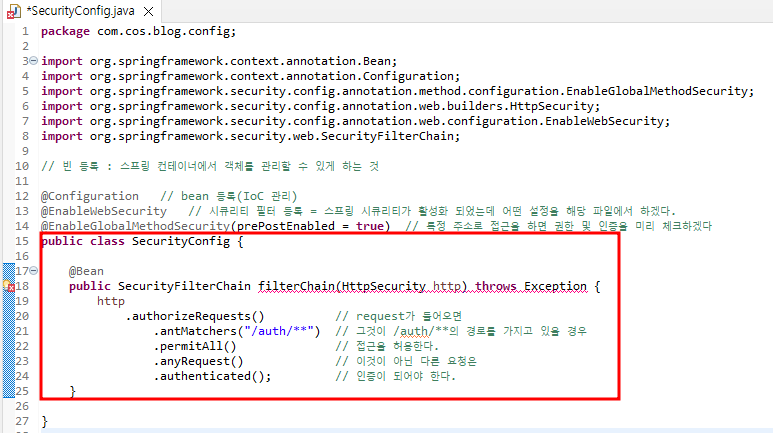 *SecurityConfig.java
1 package com.cos.blog.config;
2
3 import org.springframework.context.annotation.Bean;
4 import org.springframework.context.annotation.Configuration;
5 import org.springframework.security.config.annotation.method.configuration.EnableGlobalMethodSecurity;
6 import org.springframework.security.config.annotation.web.builders.HttpSecurity;
7 import org.springframework.security.config.annotation.web.configuration.EnableWebSecurity;
8 import org.springframework.security.web.SecurityFilterChain;
9
10 // 빈 등록 : 스프링 컨테이너에서 객체를 관리할 수 있게 하는 것
11
12 @Configuration // bean 등록(IoC 관리)
13 @EnableWebSecurity // 시큐리티 필터 등록 = 스프링 시큐리티가 활성화 되었는데 어떤 설정을 해당 파일에서 하겠다.
14 @EnableGlobalMethodSecurity(prePostEnabled = true) // 특정 주소로 접근을 하면 권한 및 인증을 미리 체크하겠다
15 public class SecurityConfig {
16
17 @Bean
18 public SecurityFilterChain filterChain(HttpSecurity http) throws Exception {
19 http
20 .authorizeRequests() // request가 들어오면
21 .antMatchers("/auth/**") // 그것이 /auth/**의 경로를 가지고 있을 경우
22 .permitAll() // 접근을 허용한다.
23 .anyRequest() // 이것이 아닌 다른 요청은
24 .authenticated(); // 인증이 되어야 한다.
25 }
26
27 }